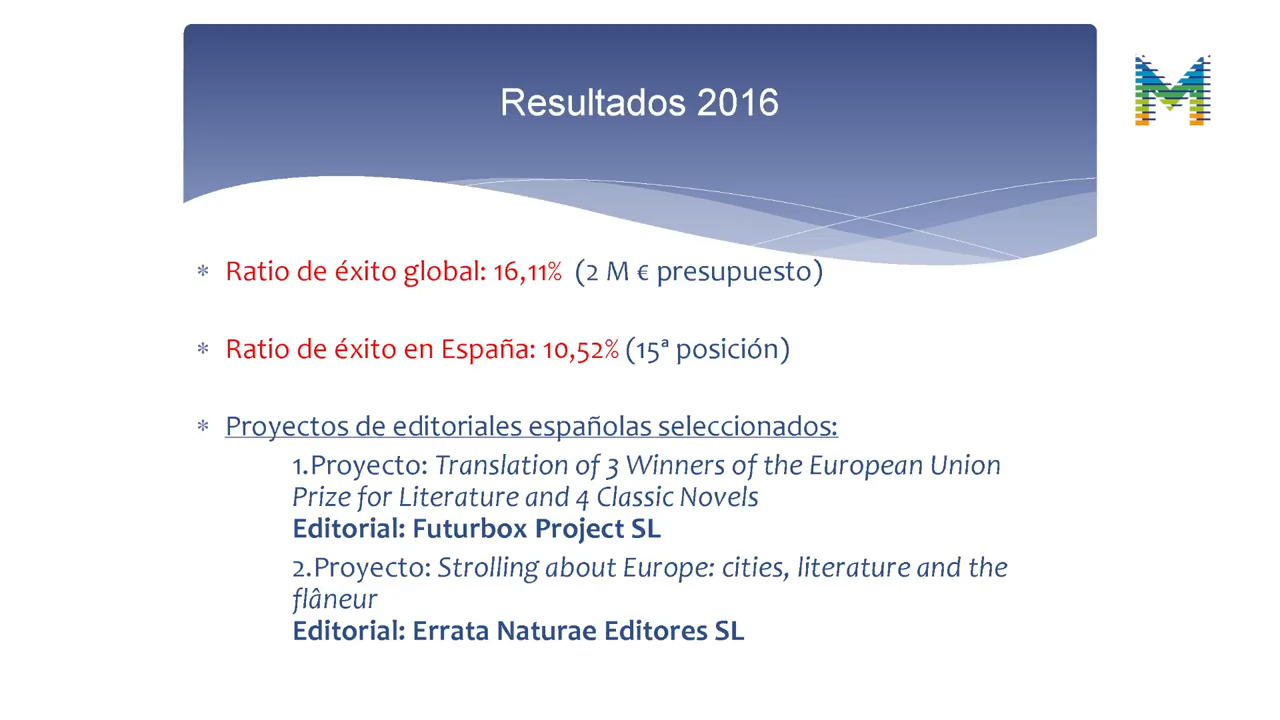 Resultados 2016
M
* Ratio de éxito global: 16,11% (2 M € presupuesto)
* Ratio de éxito en España: 10,52% (15ª posición)
* Proyectos de editoriales españolas seleccionados:
1.Proyecto: Translation of 3 Winners of the European Union
Prize for Literature and 4 Classic Novels
Editorial: Futurbox Project SL
2.Proyecto: Strolling about Europe: cities, literature and the
flâneur
Editorial: Errata Naturae Editores SL